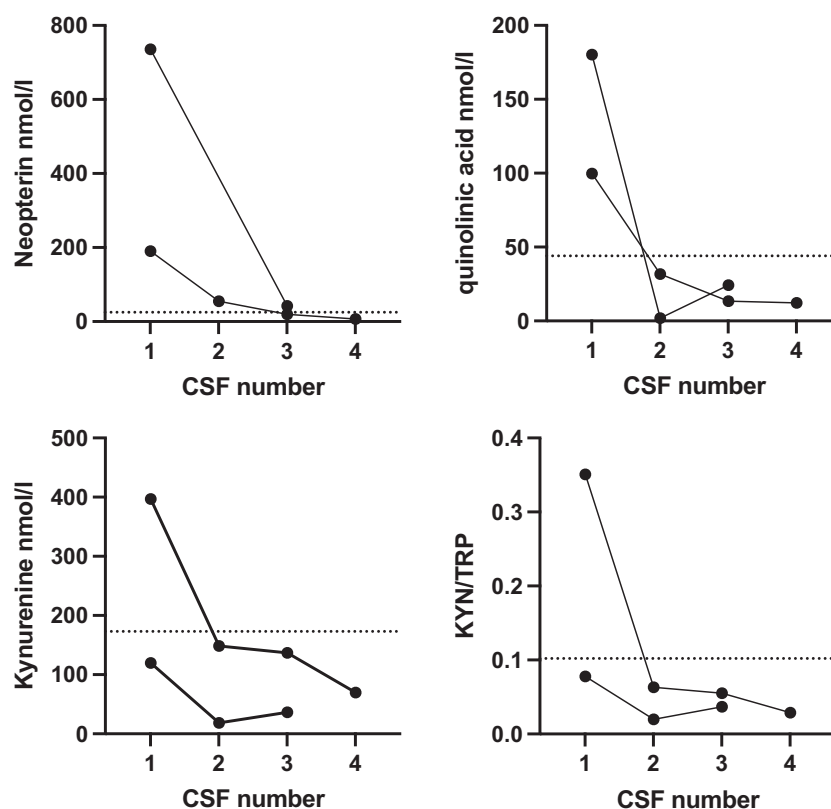 Neopterin nmol/l
800
600
400
200
0
1 2 3 4
CSF number
quinolinic acid nmol/l
200
150
100
50
0
1 2 3 4
CSF number
Kynurenine nmol/l
500
400
300
200
100
0
1 2 3 4
CSF number
KYN/TRP
0.4
0.3
0.2
0.1
0.0
1 2 3 4
CSF number